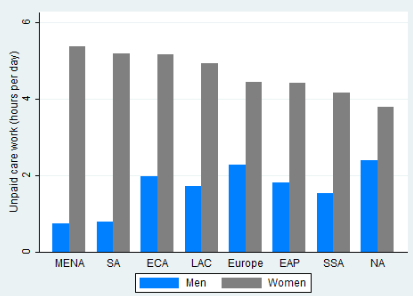 Unpaid care work (hours per day)
6
4
2
0
MENA SA ECA LAC Europe EAP SSA NA
Men Women